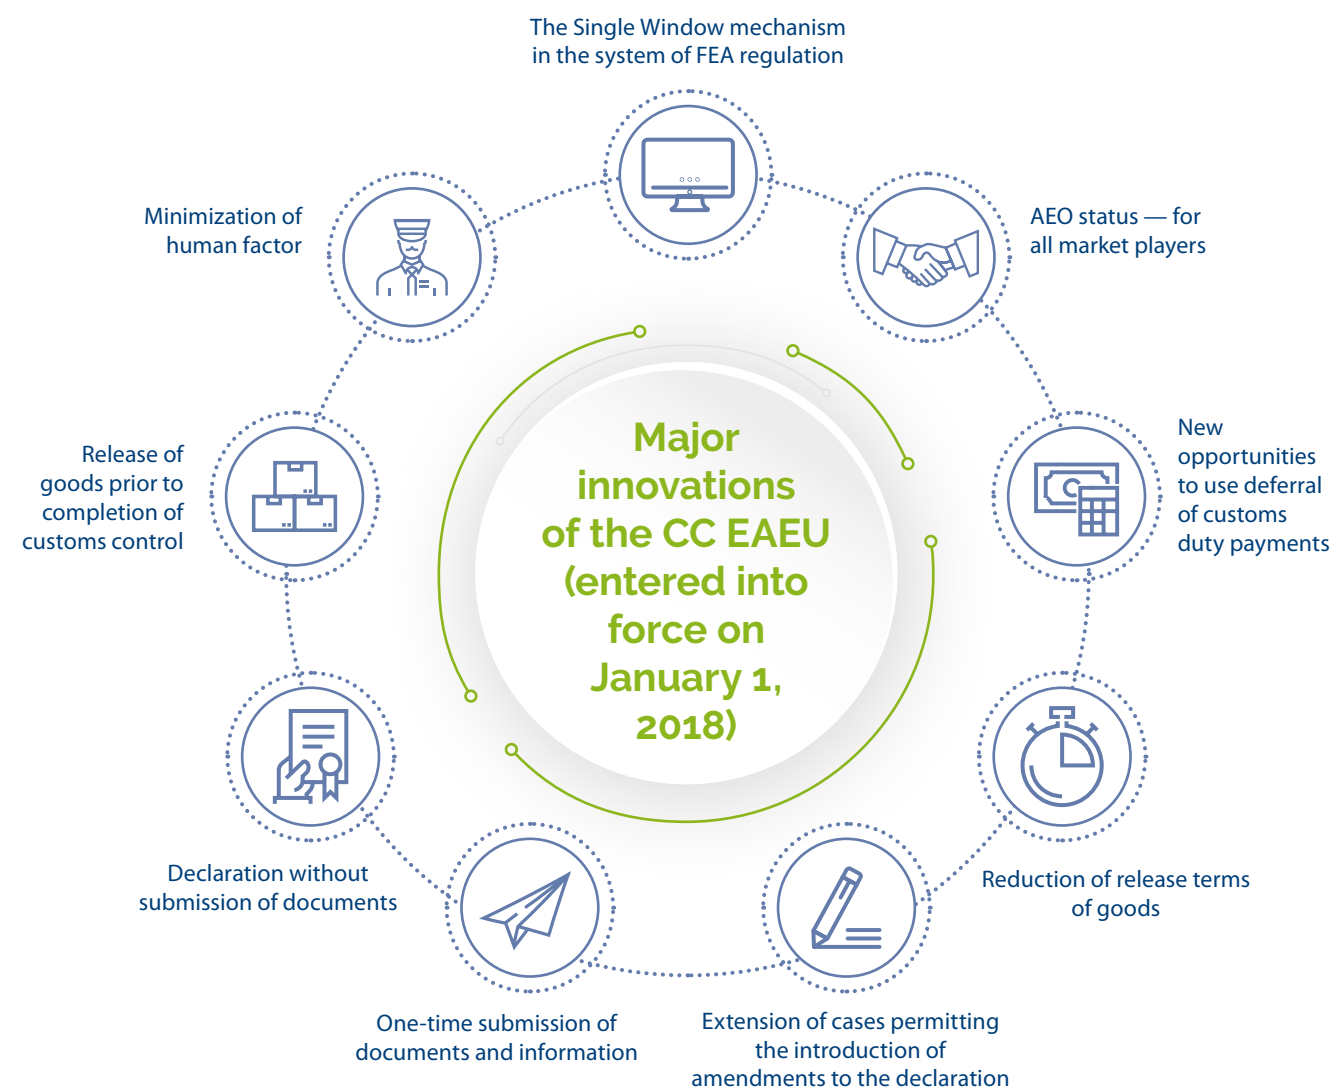 The Single Window mechanism
in the system of FEA regulation
Minimization of
human factor
AEO status — for
all market players
Release of
goods prior to
completion of
customs control
Major
innovations
of the CC EAEU
(entered into
force on
January 1,
2018)
New
opportunities
to use deferral
of customs
duty payments
Declaration without
submission of documents
Reduction of release terms
of goods
One-time submission of
documents and information
Extension of cases permitting
the introduction of
amendments to the declaration